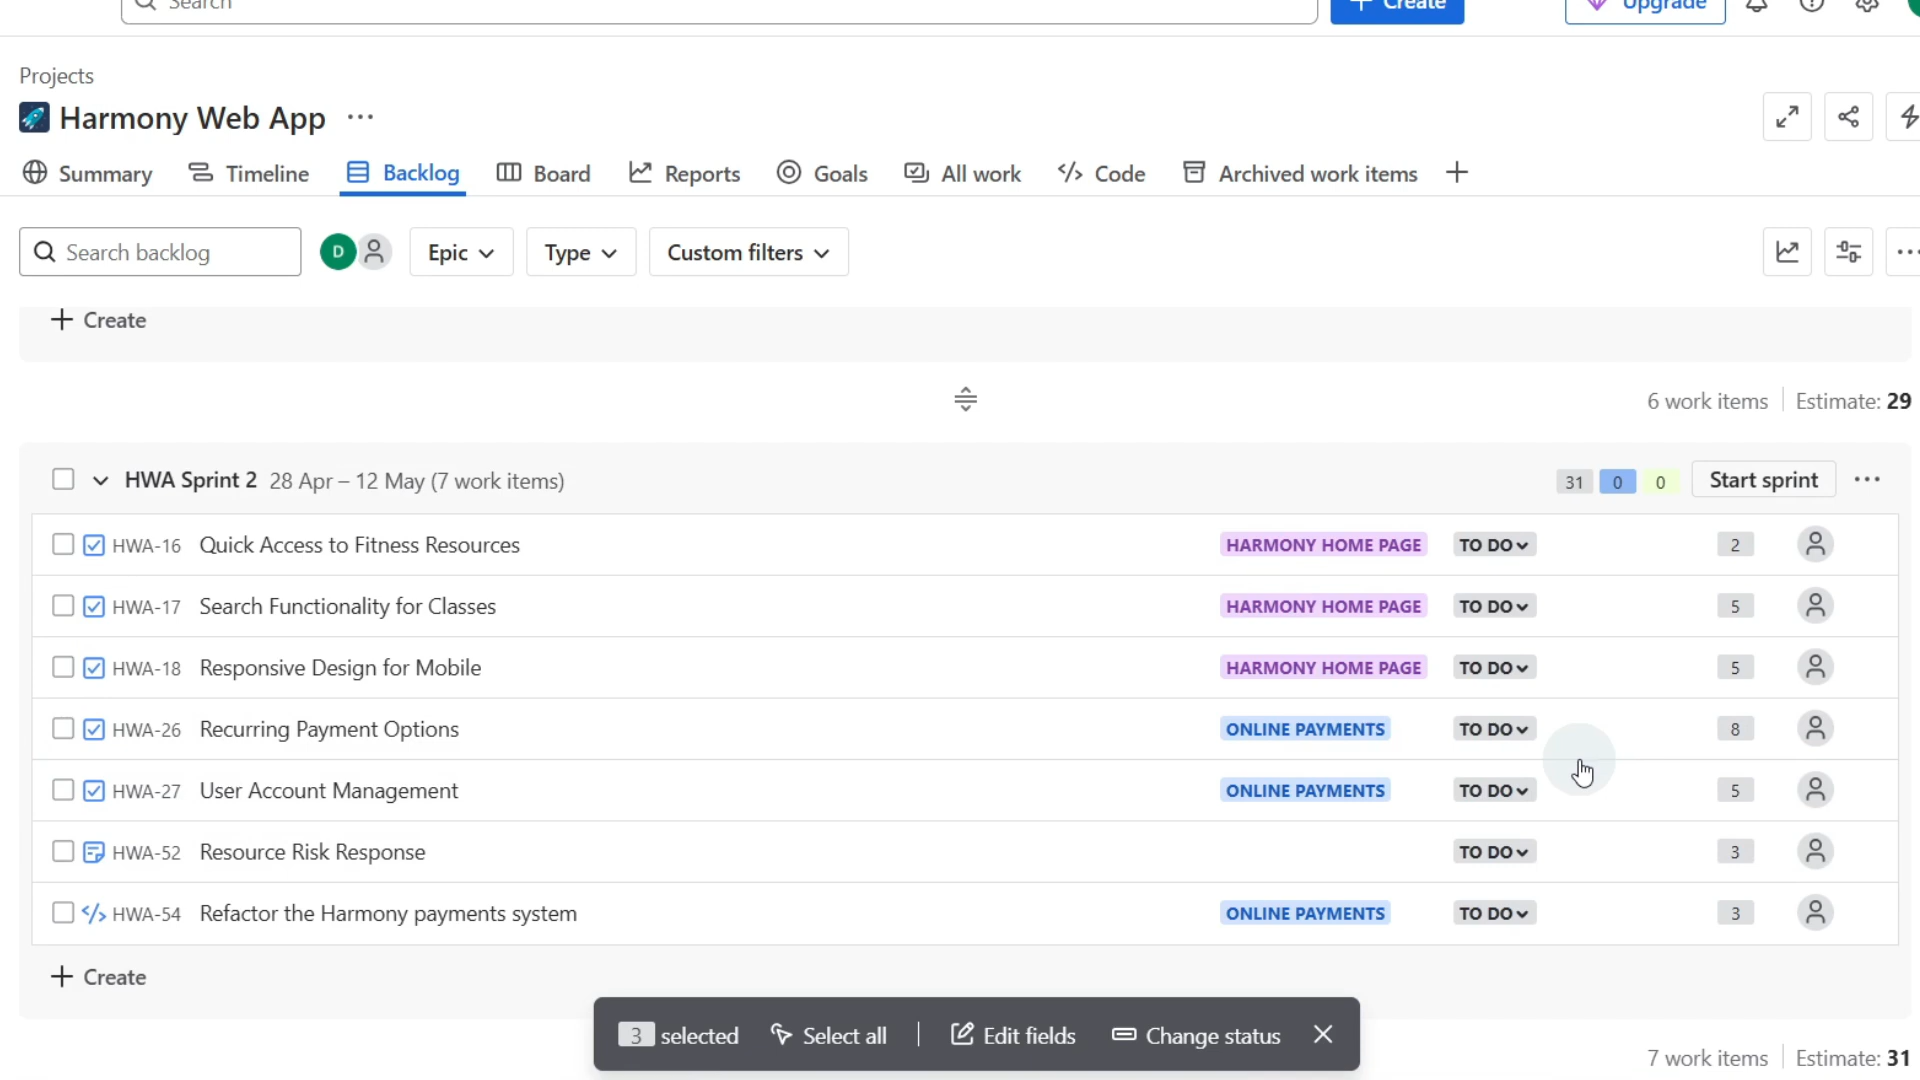 Search
Create
Upgrade
Projects
Harmony Web App
Summary Timeline Backlog Board Reports Goals All work Code Archived work items
Search backlog D Epic Type Custom filters
Create
6 work items Estimate: 29
HWA Sprint 2 28 Apr – 12 May (7 work items) 31 0 0 Start sprint
HWA-16 Quick Access to Fitness Resources HARMONY HOME PAGE TO DO 2
HWA-17 Search Functionality for Classes HARMONY HOME PAGE TO DO 5
HWA-18 Responsive Design for Mobile HARMONY HOME PAGE TO DO 5
HWA-26 Recurring Payment Options ONLINE PAYMENTS TO DO 8
HWA-27 User Account Management ONLINE PAYMENTS TO DO 5
HWA-52 Resource Risk Response TO DO 3
HWA-54 Refactor the Harmony payments system ONLINE PAYMENTS TO DO 3
Create
3 selected Select all Edit fields Change status
7 work items Estimate: 31